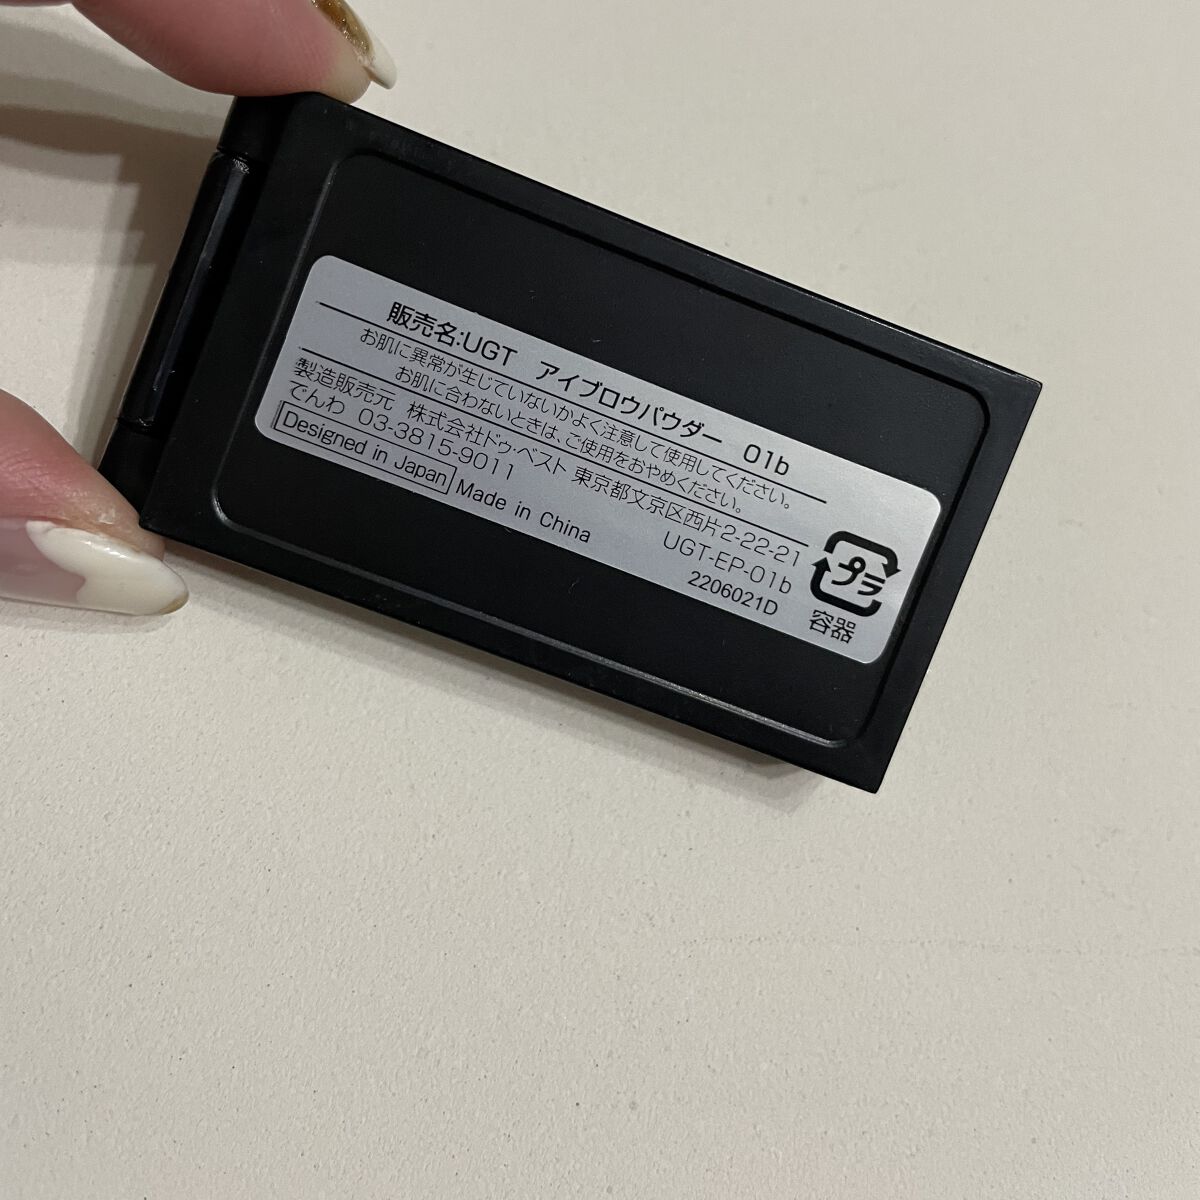 販売名:UGT アイブロウパウダー 01b
お肌に異常が生じていないかよく注意して使用してください。
お肌に合わないときは、ご使用をおやめください。
製造販売元 株式会社ドゥ・ベスト 東京都文京区西片2-22-21
でんわ 03-3815-9011
UGT-EP-01b
Designed in Japan Made in China
2206021D
プラ
容器